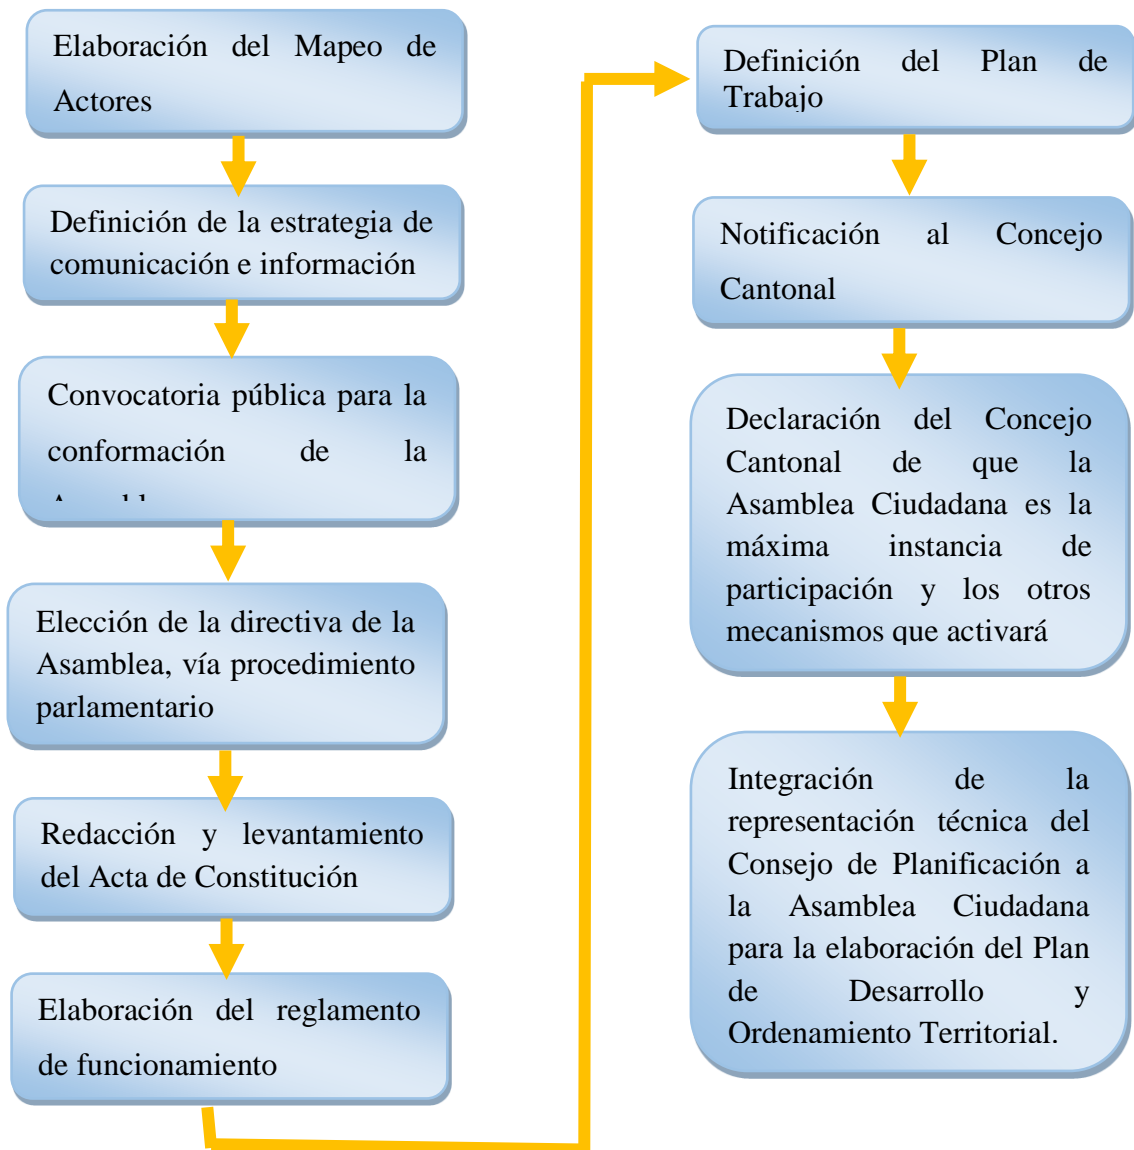 Elaboración del Mapeo de
Actores
Definición de la estrategia de
comunicación e información
Convocatoria pública para la
conformación de la
Elección de la directiva de la
Asamblea, vía procedimiento
parlamentario
Redacción y levantamiento
del Acta de Constitución
Elaboración del reglamento
de funcionamiento
Definición del Plan de
Trabajo
Notificación al Concejo
Cantonal
Declaración del Concejo
Cantonal de que la
Asamblea Ciudadana es la
máxima instancia de
participación y los otros
mecanismos que activará
Integración de la
representación técnica del
Consejo de Planificación a
la Asamblea Ciudadana
para la elaboración del Plan
de Desarrollo y
Ordenamiento Territorial.